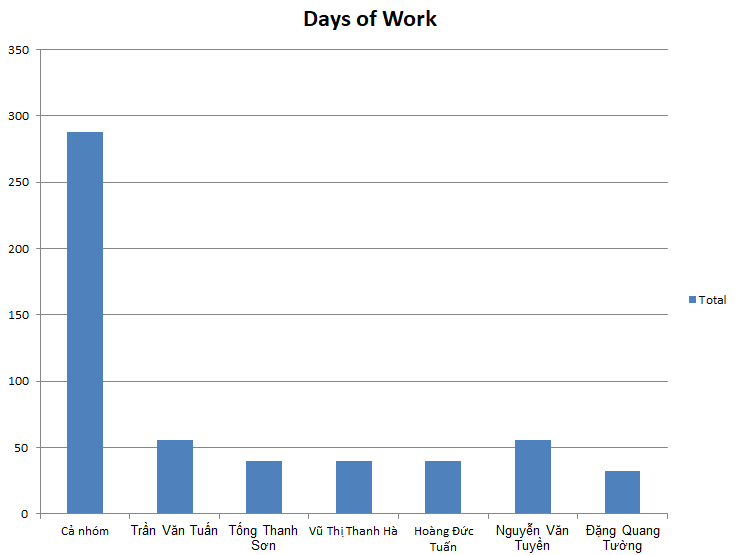 Days of Work
350
300
250
200
150
100
50
0
Total
Cả nhóm
Trần Văn Tuấn
Tống Thanh
Sơn
Vũ Thị Thanh Hà
Hoàng Đức
Tuấn
Nguyễn Văn
Tuyền
Đặng Quang
Tường